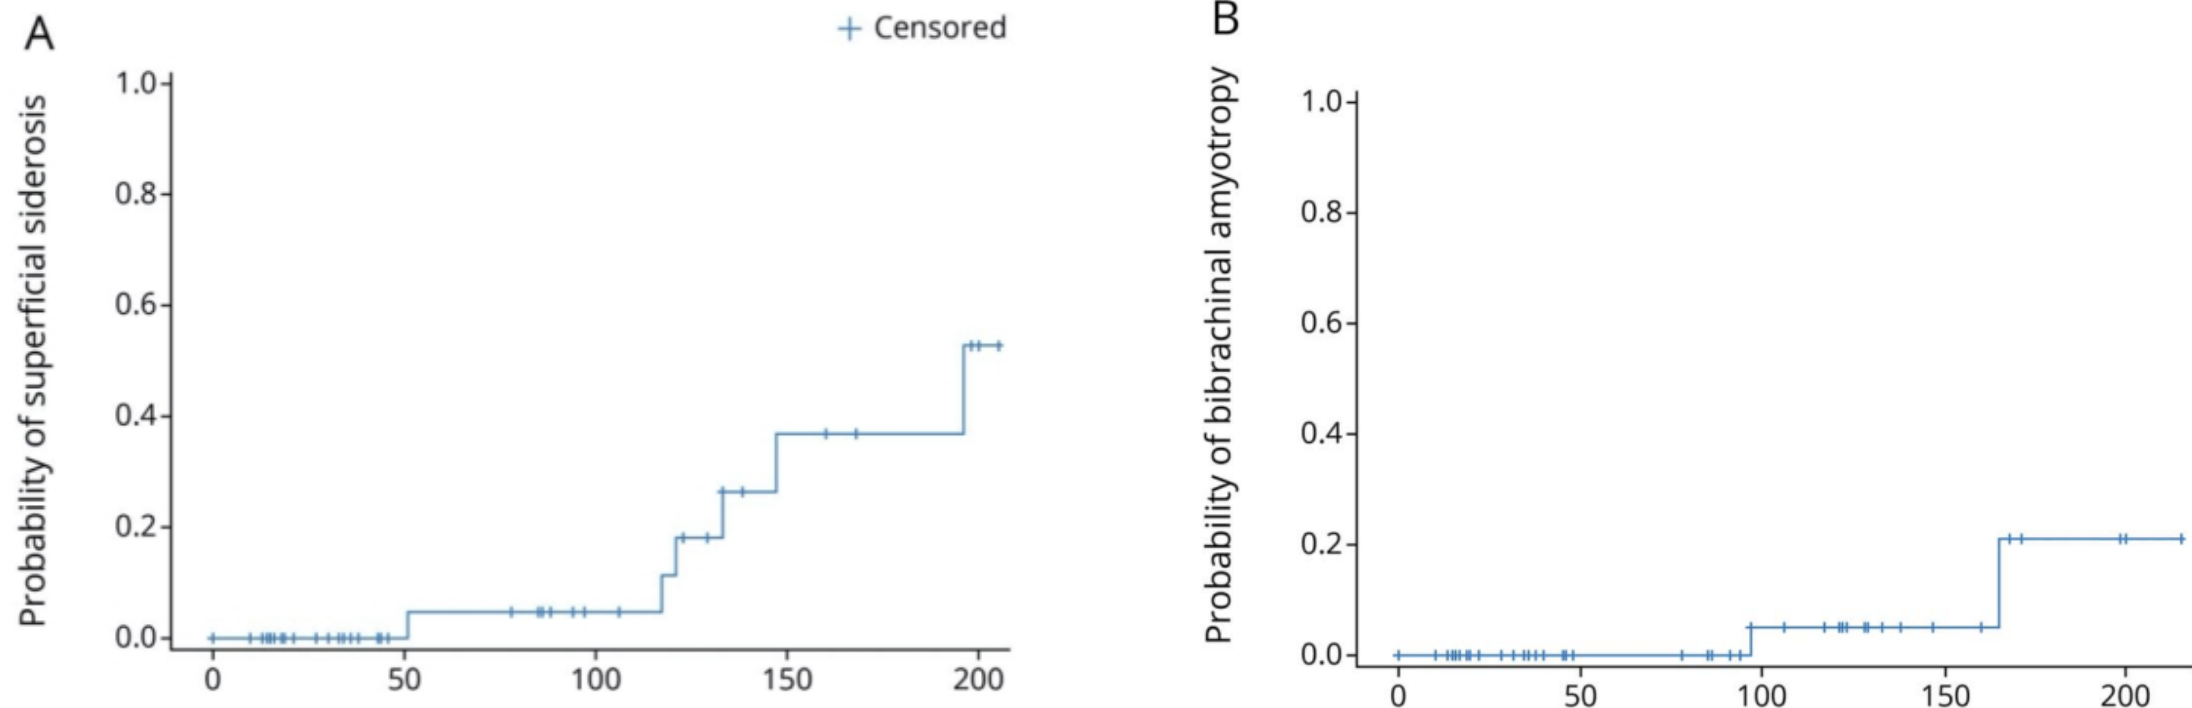 A
Censored
Probability of superficial siderosis
1.0
0.8
0.6
0.4
0.2
0.0
0 50 100 150 200
B
Probability of bibrachinal amyotropy
1.0
0.8
0.6
0.4
0.2
0.0
0 50 100 150 200